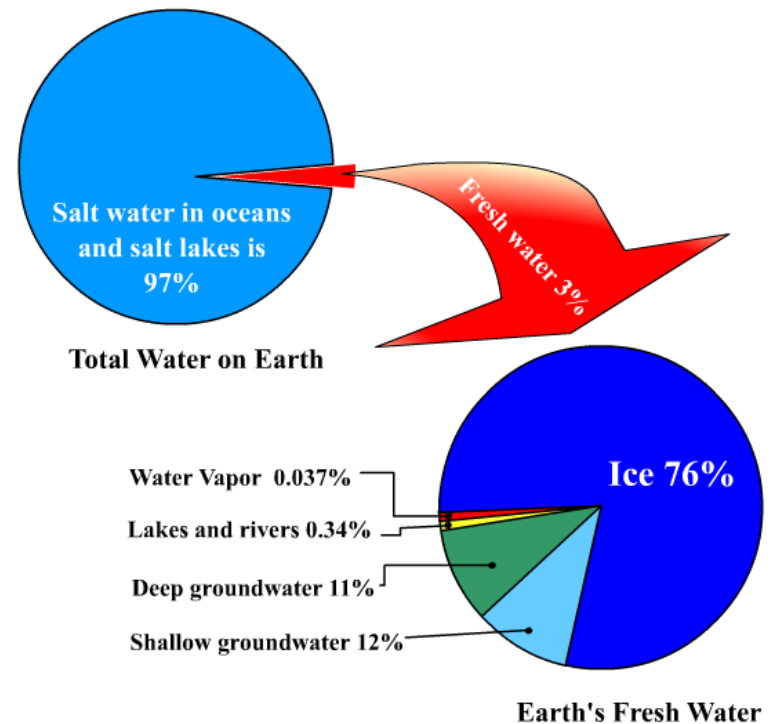 Salt water in oceans
and salt lakes is
97%
Fresh water 3%
Total Water on Earth
Ice 76%
Water Vapor 0.037%
Lakes and rivers 0.34%
Deep groundwater 11%
Shallow groundwater 12%
Earth's Fresh Water